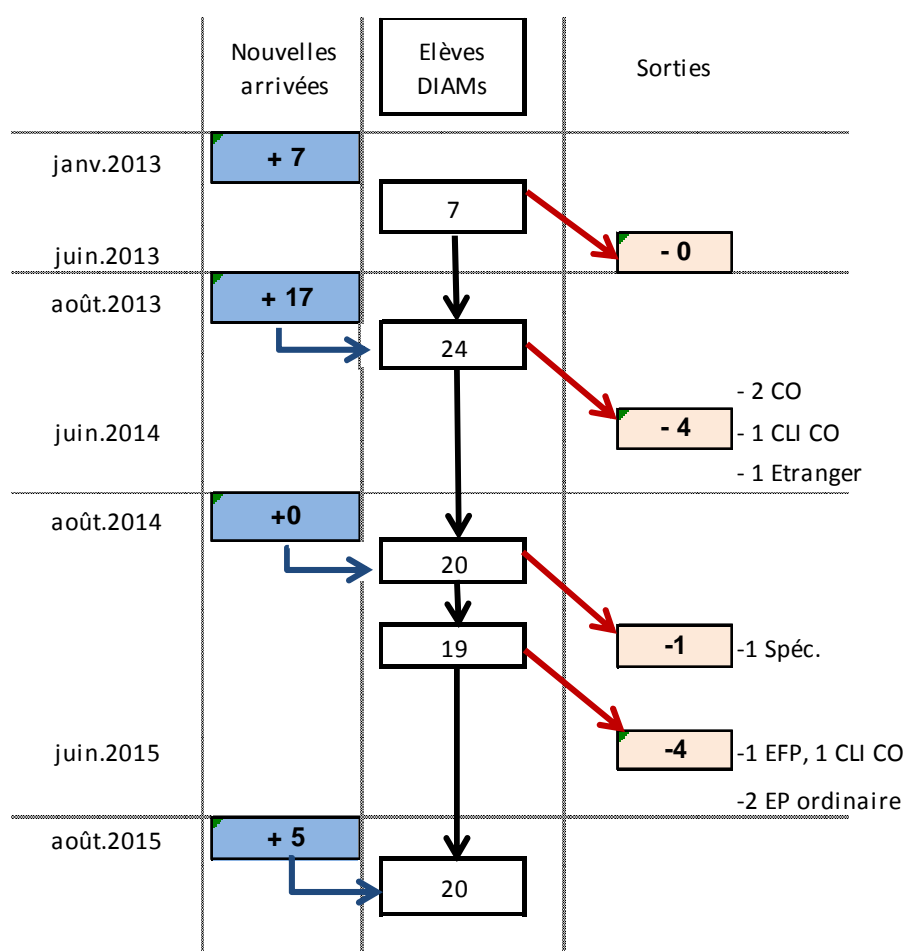 Nouvelles
arrivées
Elèves
DIAMs
Sorties
janv.2013
+ 7
7
juin.2013
- 0
août.2013
+ 17
24
- 2 CO
juin.2014
- 4
- 1 CLI CO
- 1 Etranger
août.2014
+0
20
19
-1
-1 Spéc.
juin.2015
-4
-1 EFP, 1 CLI CO
-2 EP ordinaire
août.2015
+ 5
20